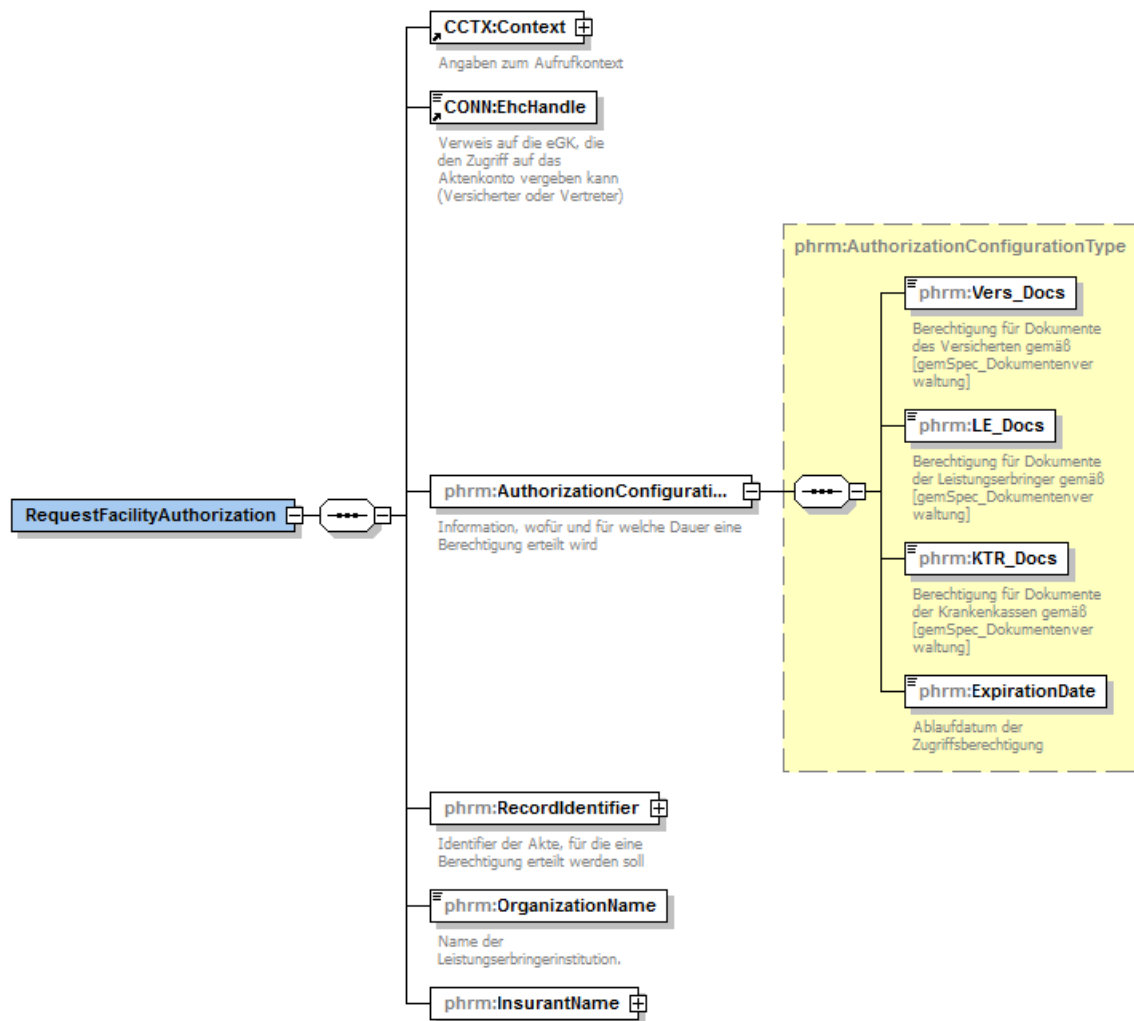 CCTX:Context
Angaben zum Aufrufkontext
CONN:EhcHandle
Verweis auf die eGK, die
den Zugriff auf das
Aktenkonto vergeben kann
(Versicherter oder Vertreter)
phrm:AuthorizationConfigurationType
phrm:Vers_Docs
Berechtigung für Dokumente
des Versicherten gemäß
[gemSpec_Dokumentenver
waltung]
phrm:LE_Docs
Berechtigung für Dokumente
der Leistungserbringer gemäß
[gemSpec_Dokumentenver
waltung]
RequestFacilityAuthorization
phrm:AuthorizationConfigurati...
Information, wofür und für welche Dauer eine
Berechtigung erteilt wird
phrm:KTR_Docs
Berechtigung für Dokumente
der Krankenkassen gemäß
[gemSpec_Dokumentenver
waltung]
phrm:ExpirationDate
Ablaufdatum der
Zugriffsberechtigung
phrm:RecordIdentifier
Identifier der Akte, für die eine
Berechtigung erteilt werden soll
phrm:OrganizationName
Name der
Leistungserbringerinstitution.
phrm:InsurantName